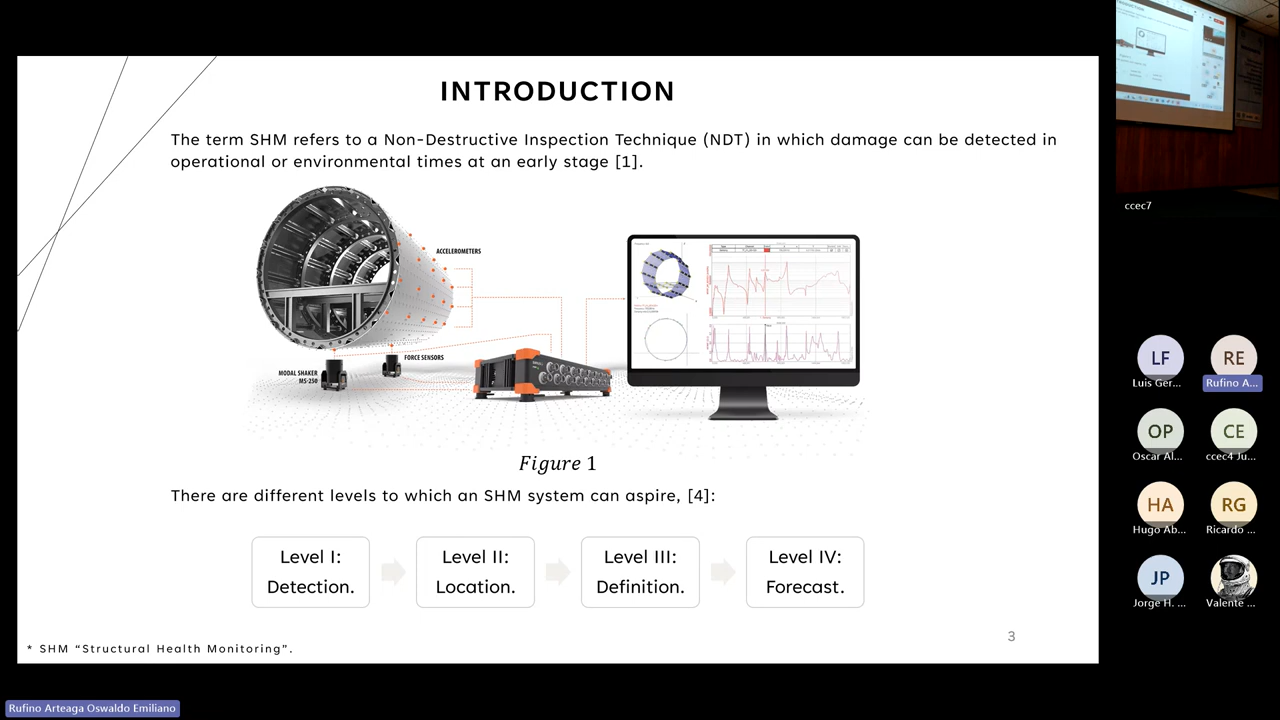 INTRODUCTION
The term SHM refers to a Non-Destructive Inspection Technique (NDT) in which damage can be detected in
operational or environmental times at an early stage [1].
ACCELEROMETERS
FORCE SENSORS
MODAL SHAKER
MS-250
Figure 1
There are different levels to which an SHM system can aspire, [4]:
Level I:
Detection.
Level II:
Location.
Level III:
Definition.
Level IV:
Forecast.
3
* SHM “Structural Health Monitoring”.
Rufino Arteaga Oswaldo Emiliano
ccec7
LF
Luis Ger...
RE
Rufino A...
OP
Oscar Al...
CE
ccec4 Ju...
HA
Hugo Ab...
RG
Ricardo ...
JP
Jorge H. ...
Valente ...